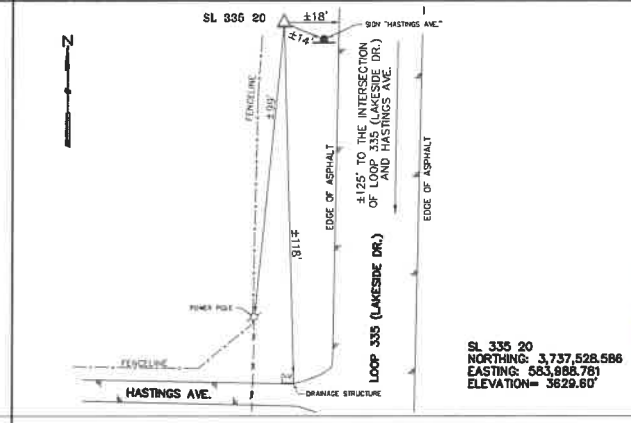 SL 335 20
±18'
SIGN "HASTINGS AVE."
±14'
N
FENCELINE
±99'
±118'
EDGE OF ASPHALT
±125' TO THE INTERSECTION
OF LOOP 335 (LAKESIDE DR.)
AND HASTINGS AVE.
EDGE OF ASPHALT
LOOP 335 (LAKESIDE DR.)
POWER POLE
FENCELINE
HASTINGS AVE.
DRAINAGE STRUCTURE
SL 335 20
NORTHING: 3,737,528.586
EASTING: 583,988.781
ELEVATION= 3629.60'